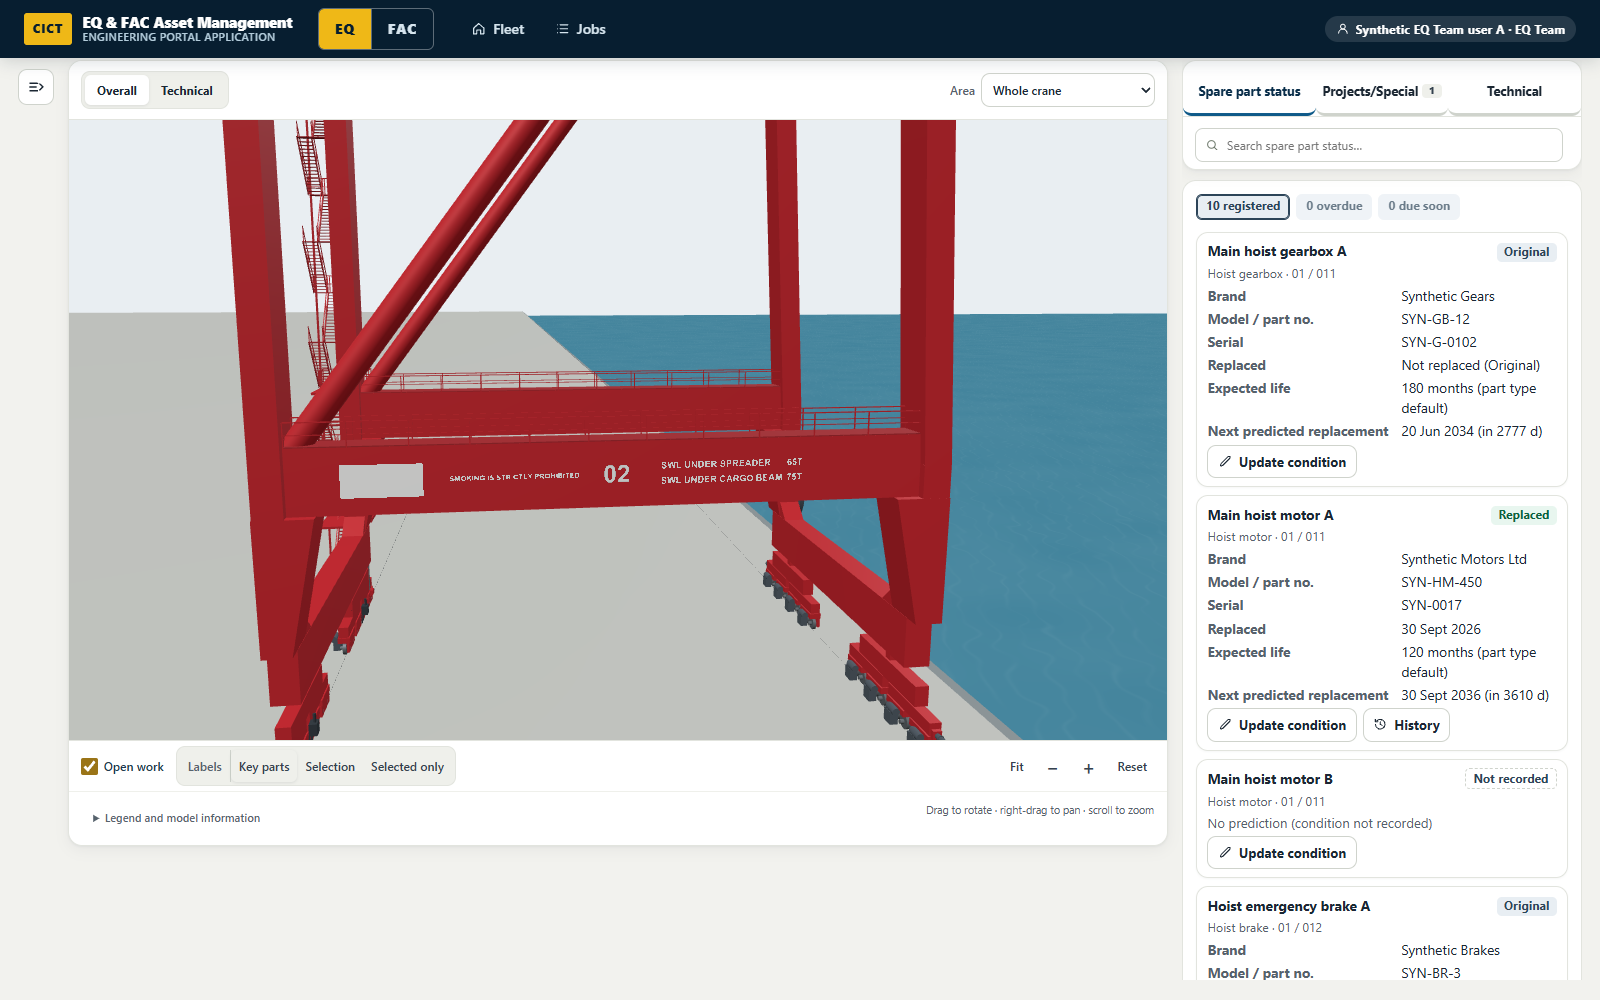 CICT
EQ & FAC Asset Management
ENGINEERING PORTAL APPLICATION
EQ
FAC
Fleet
Jobs
Synthetic EQ Team user A · EQ Team
Overall
Technical
Area
Whole crane
SMOKING IS STRICTLY PROHIBITED
02
SWL UNDER SPREADER 65T
SWL UNDER CARGO BEAM 75T
Open work
Labels
Key parts
Selection
Selected only
Fit
−
+
Reset
Legend and model information
Drag to rotate · right-drag to pan · scroll to zoom
Spare part status
Projects/Special 1
Technical
Search spare part status...
10 registered
0 overdue
0 due soon
Main hoist gearbox A
Original
Hoist gearbox · 01 / 011
Brand Synthetic Gears
Model / part no. SYN-GB-12
Serial SYN-G-0102
Replaced Not replaced (Original)
Expected life 180 months (part type
default)
Next predicted replacement 20 Jun 2034 (in 2777 d)
Update condition
Main hoist motor A
Replaced
Hoist motor · 01 / 011
Brand Synthetic Motors Ltd
Model / part no. SYN-HM-450
Serial SYN-0017
Replaced 30 Sept 2026
Expected life 120 months (part type
default)
Next predicted replacement 30 Sept 2036 (in 3610 d)
Update condition
History
Main hoist motor B
Not recorded
Hoist motor · 01 / 011
No prediction (condition not recorded)
Update condition
Hoist emergency brake A
Original
Hoist brake · 01 / 012
Brand Synthetic Brakes
Model / part no. SYN-BR-3